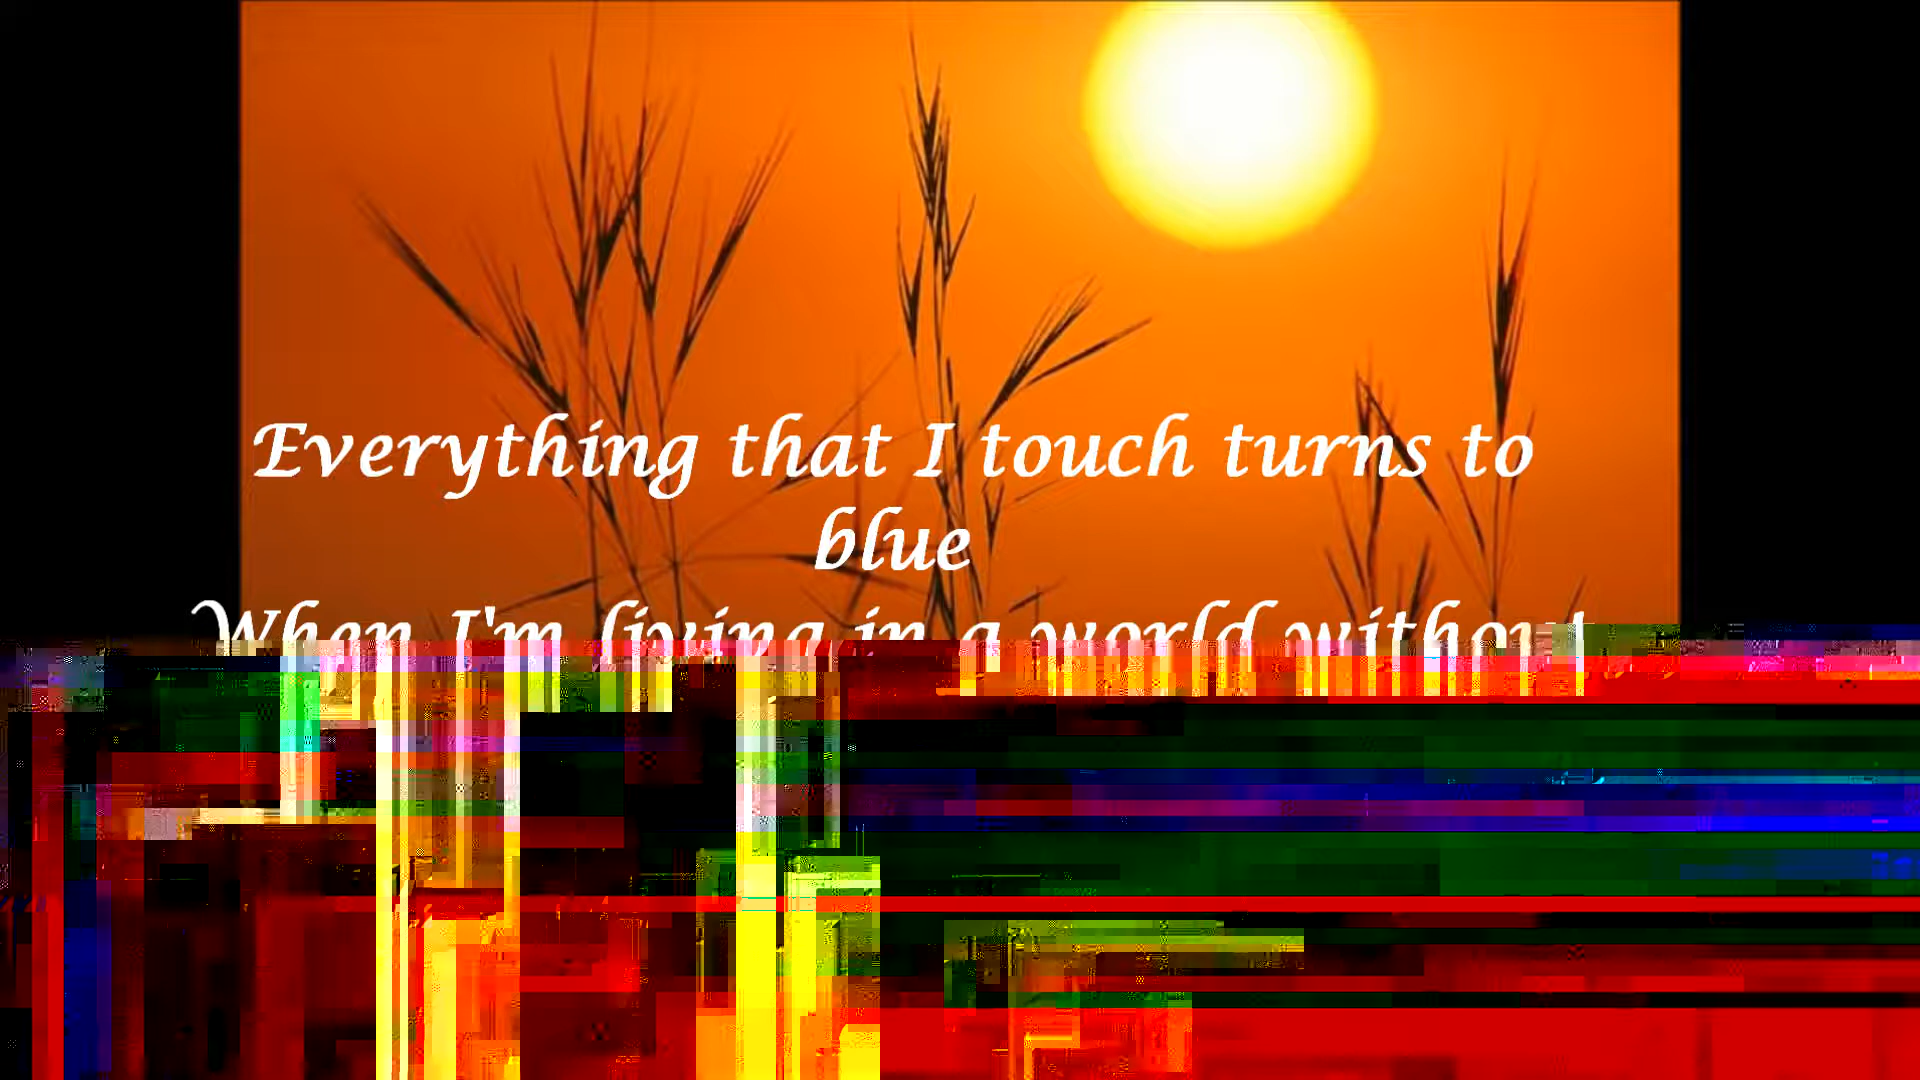 Everything that I touch turns to
blue
When I'm living in a world without